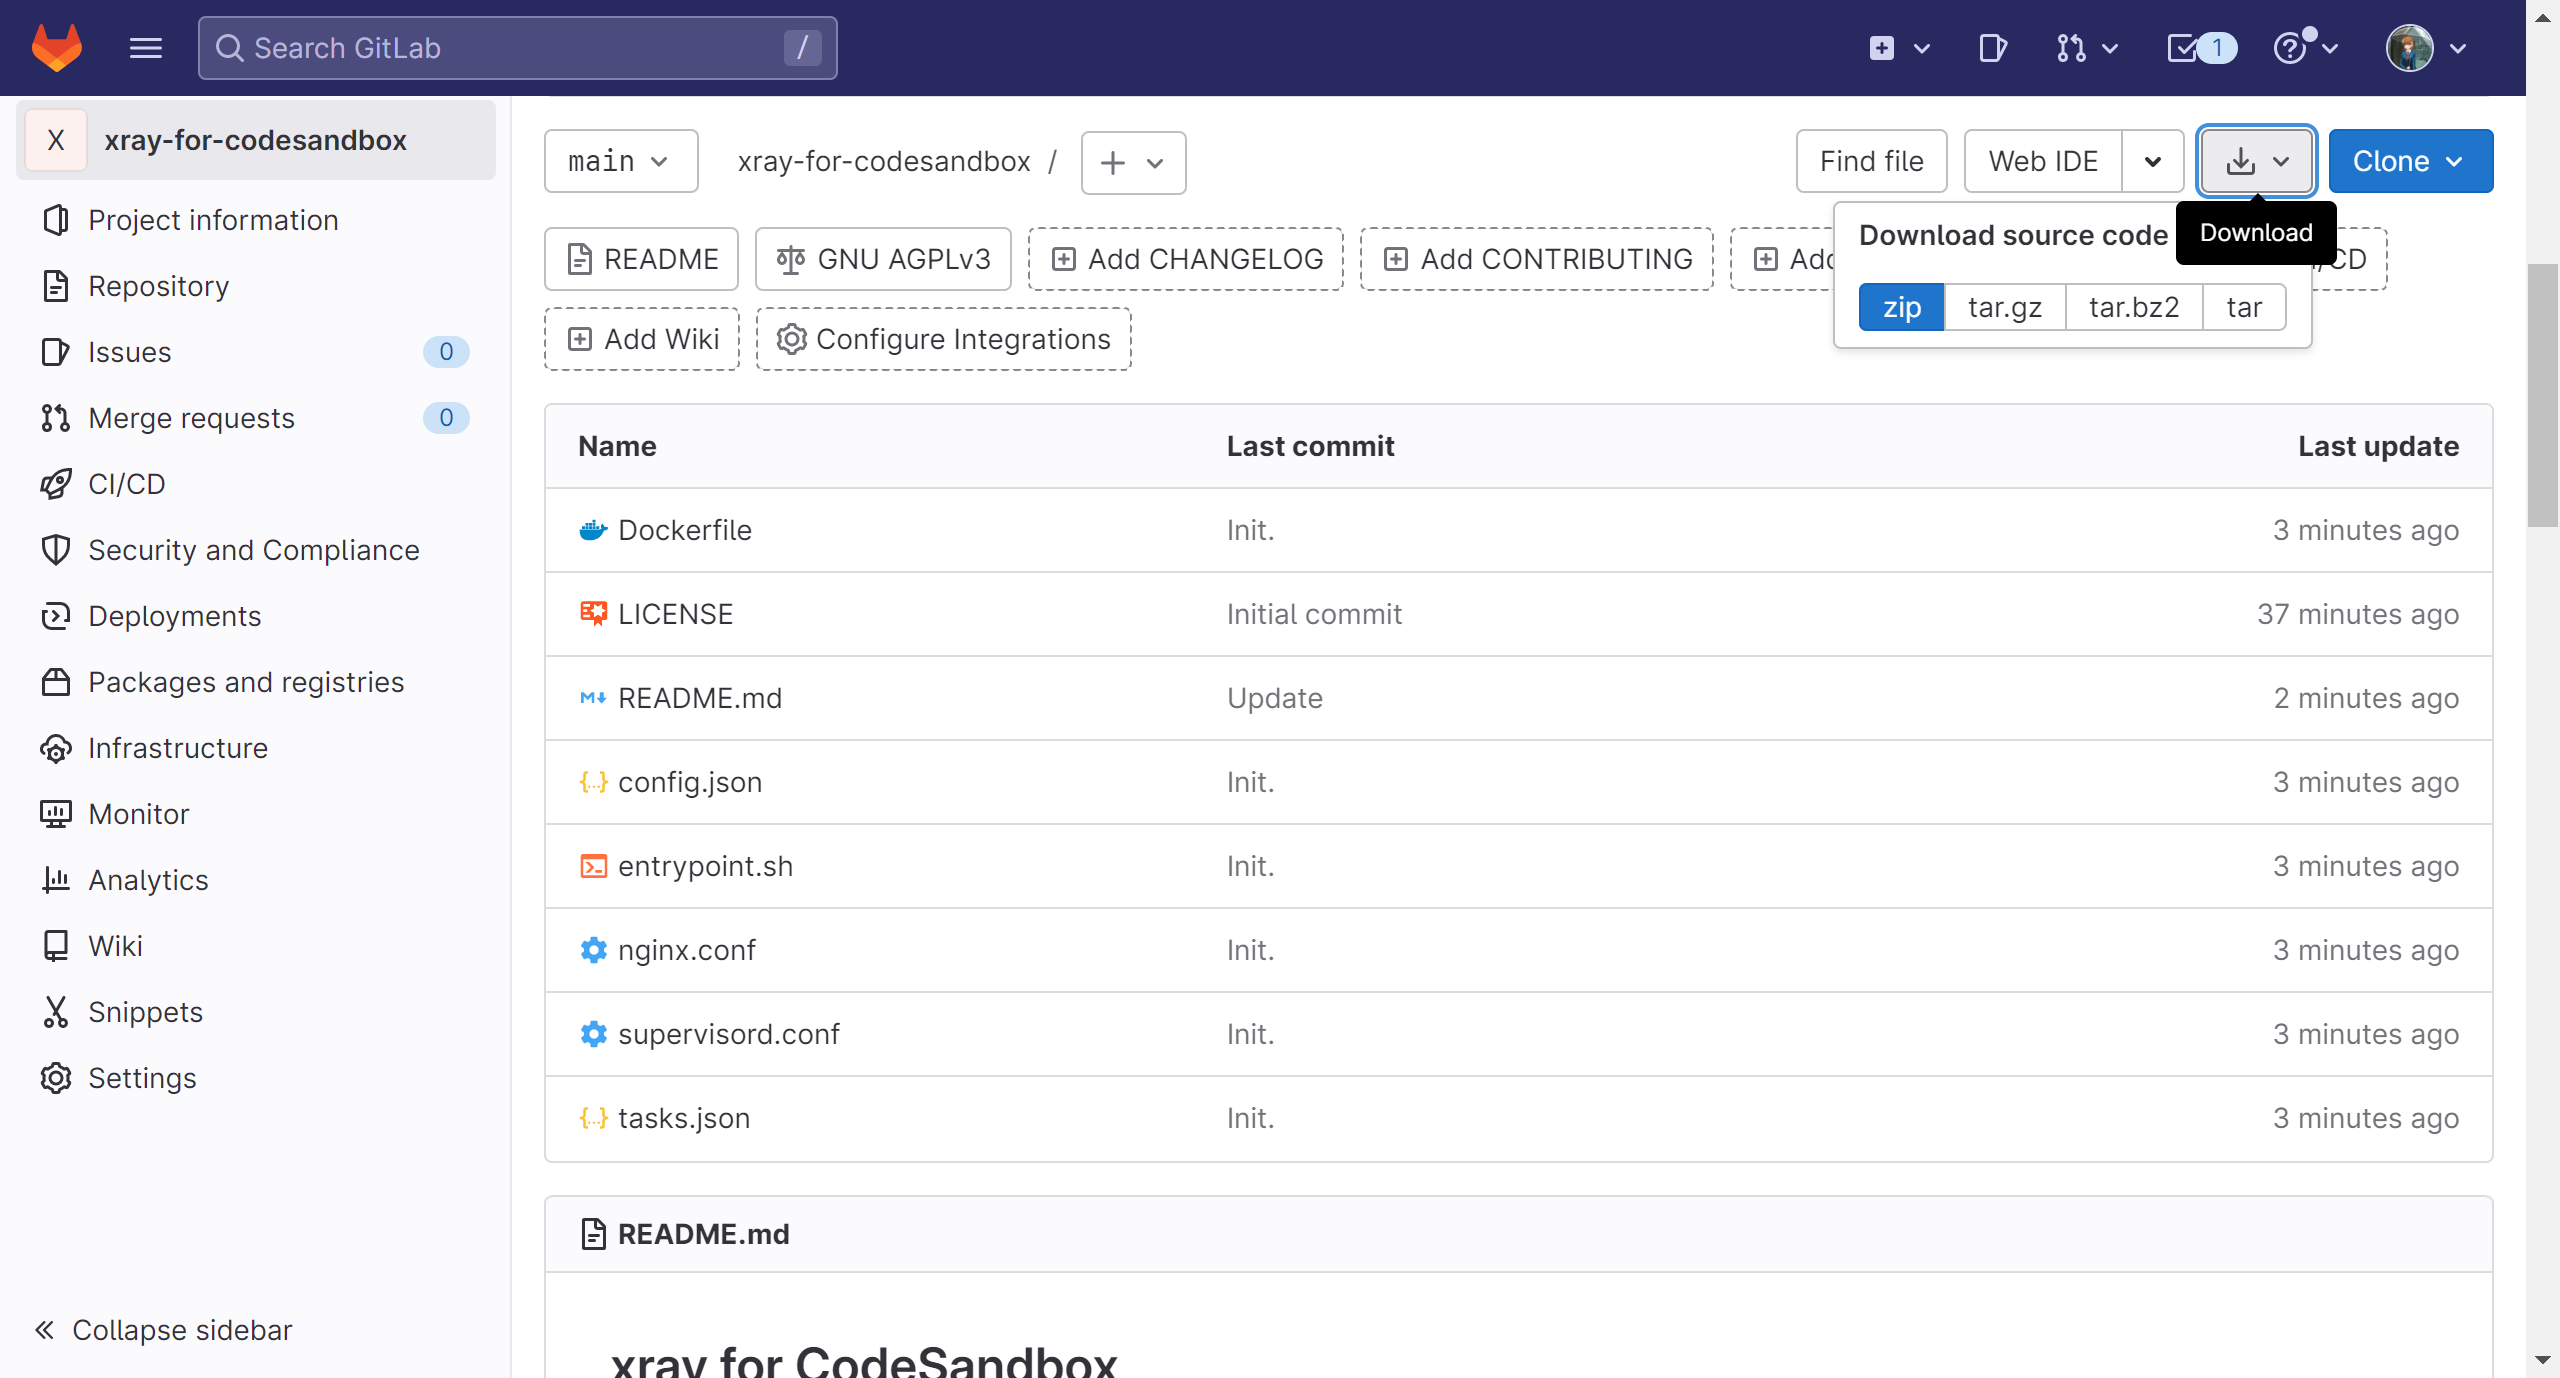 Search GitLab /
1
X xray-for-codesandbox
Project information
Repository
Issues 0
Merge requests 0
CI/CD
Security and Compliance
Deployments
Packages and registries
Infrastructure
Monitor
Analytics
Wiki
Snippets
Settings
Collapse sidebar
main xray-for-codesandbox / Find file Web IDE Clone
Download source code Download
README GNU AGPLv3 Add CHANGELOG Add CONTRIBUTING
zip tar.gz tar.bz2 tar
Add Wiki Configure Integrations
Name Last commit Last update
Dockerfile Init. 3 minutes ago
LICENSE Initial commit 37 minutes ago
README.md Update 2 minutes ago
config.json Init. 3 minutes ago
entrypoint.sh Init. 3 minutes ago
nginx.conf Init. 3 minutes ago
supervisord.conf Init. 3 minutes ago
tasks.json Init. 3 minutes ago
README.md
xray for CodeSandbox